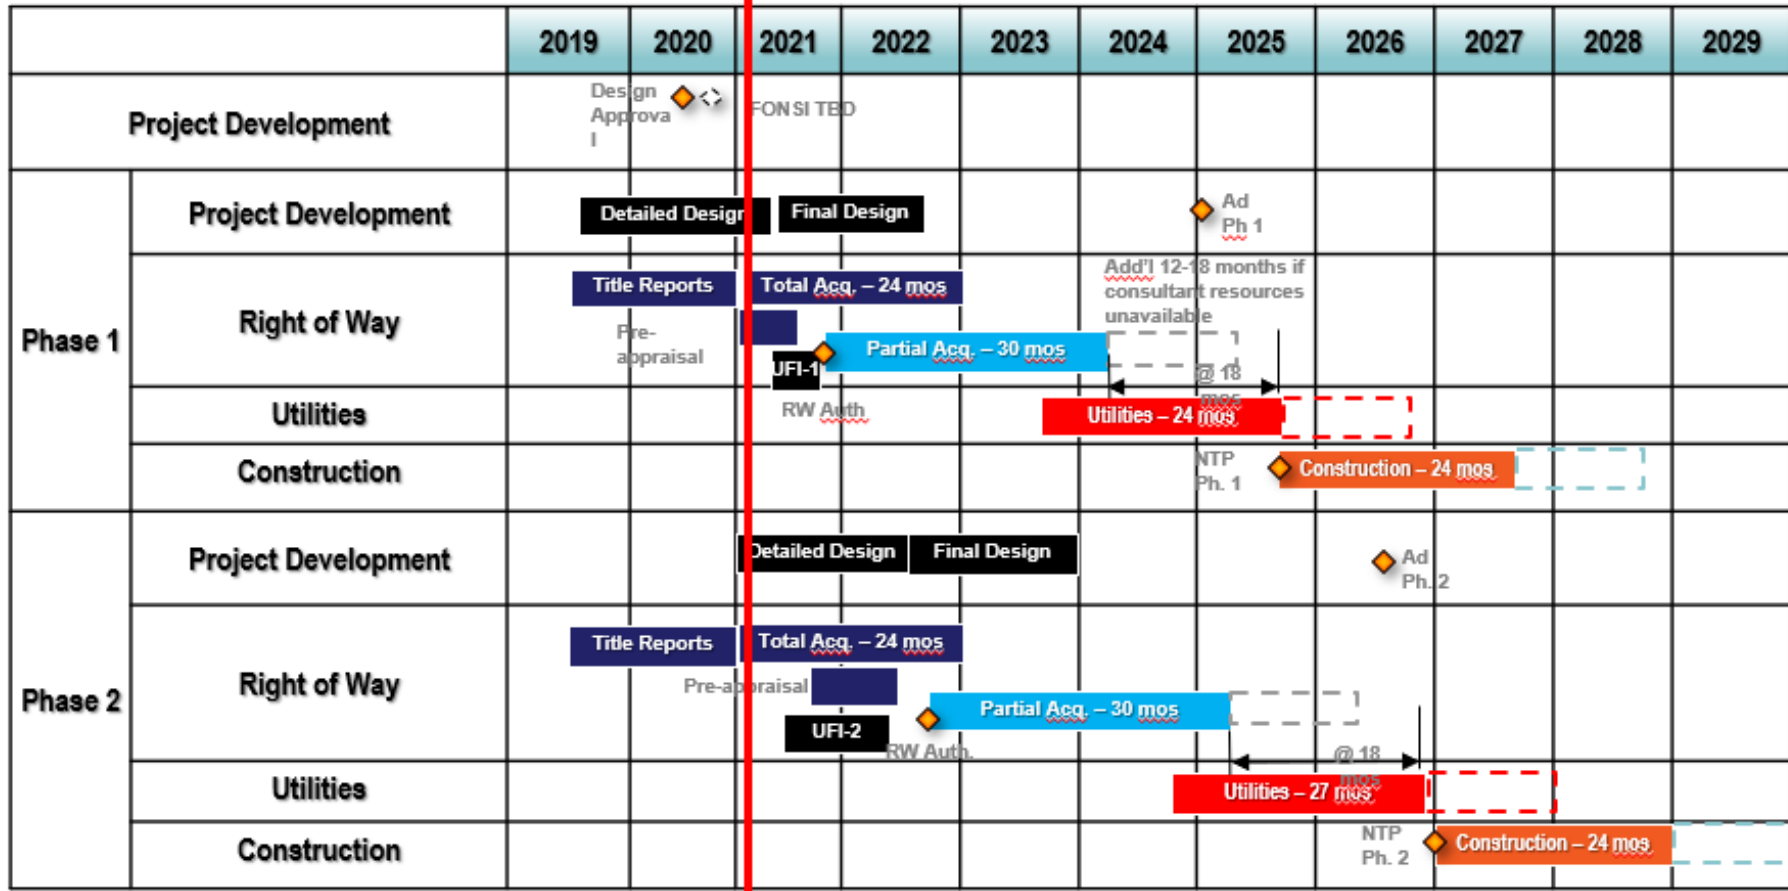 2019 2020 2021 2022 2023 2024 2025 2026 2027 2028 2029
Project Development
Design
Approva
l
FONSI TBD
Phase 1
Project Development
Detailed Design
Final Design
Ad
Ph 1
Right of Way
Title Reports
Total Acq. – 24 mos
Add'l 12-18 months if
consultant resources
unavailable
Pre-
appraisal
Partial Acq. – 30 mos
UFI-1
@ 18
mos
RW Auth
Utilities
Utilities – 24 mos
Construction
NTP
Ph. 1
Construction – 24 mos.
Phase 2
Project Development
Detailed Design
Final Design
Ad
Ph. 2
Right of Way
Title Reports
Total Acq. – 24 mos
Pre-appraisal
Partial Acq. – 30 mos
UFI-2
RW Auth.
@ 18
mos
Utilities
Utilities – 27 mos
Construction
NTP
Ph. 2
Construction – 24 mos.